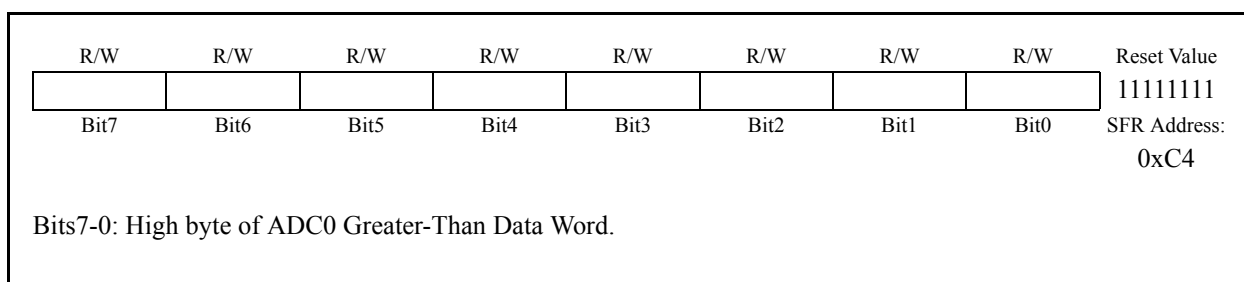 R/W R/W R/W R/W R/W R/W R/W R/W Reset Value
11111111
Bit7 Bit6 Bit5 Bit4 Bit3 Bit2 Bit1 Bit0 SFR Address:
0xC4
Bits7-0: High byte of ADC0 Greater-Than Data Word.